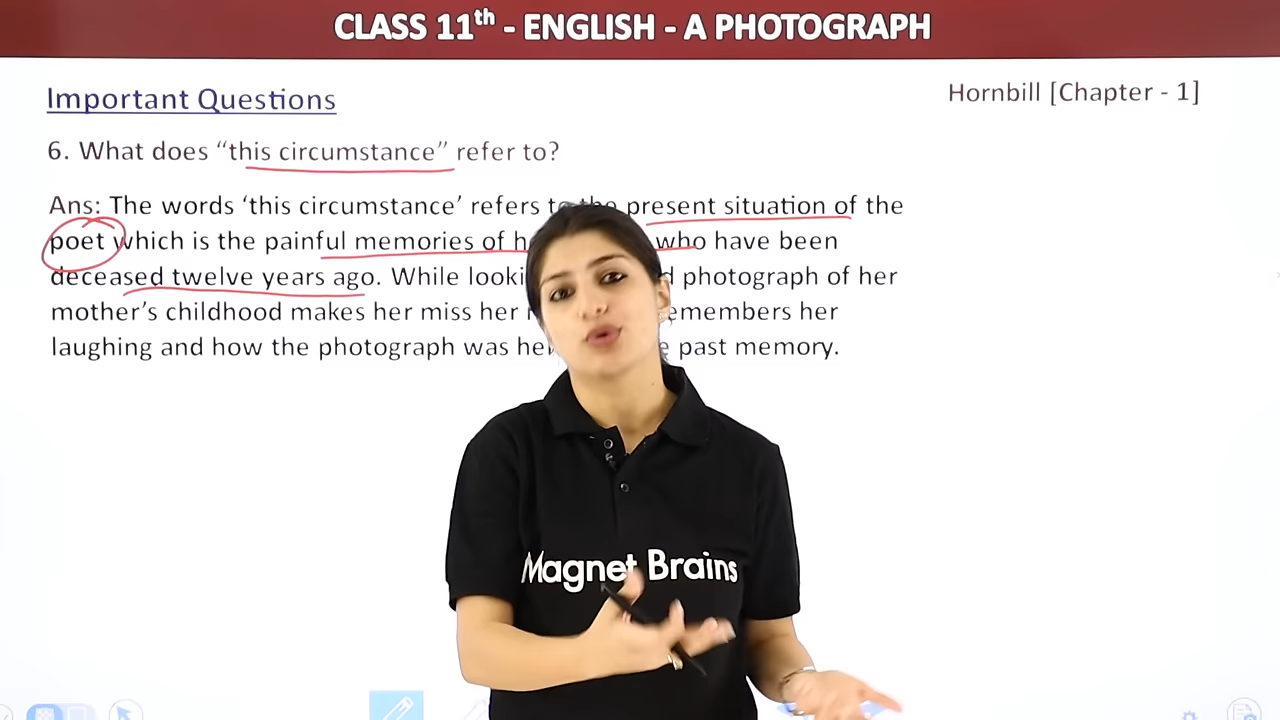 CLASS 11th - ENGLISH - A PHOTOGRAPH
Important Questions
Hornbill [Chapter - 1]
6. What does “this circumstance” refer to?
Ans: The words ‘this circumstance’ refers to the present situation of the
poet which is the painful memories of who have been
deceased twelve years ago. While photograph of her
mother’s childhood makes her miss her remembers her
laughing and how the photograph was past memory.
Magnet Brains